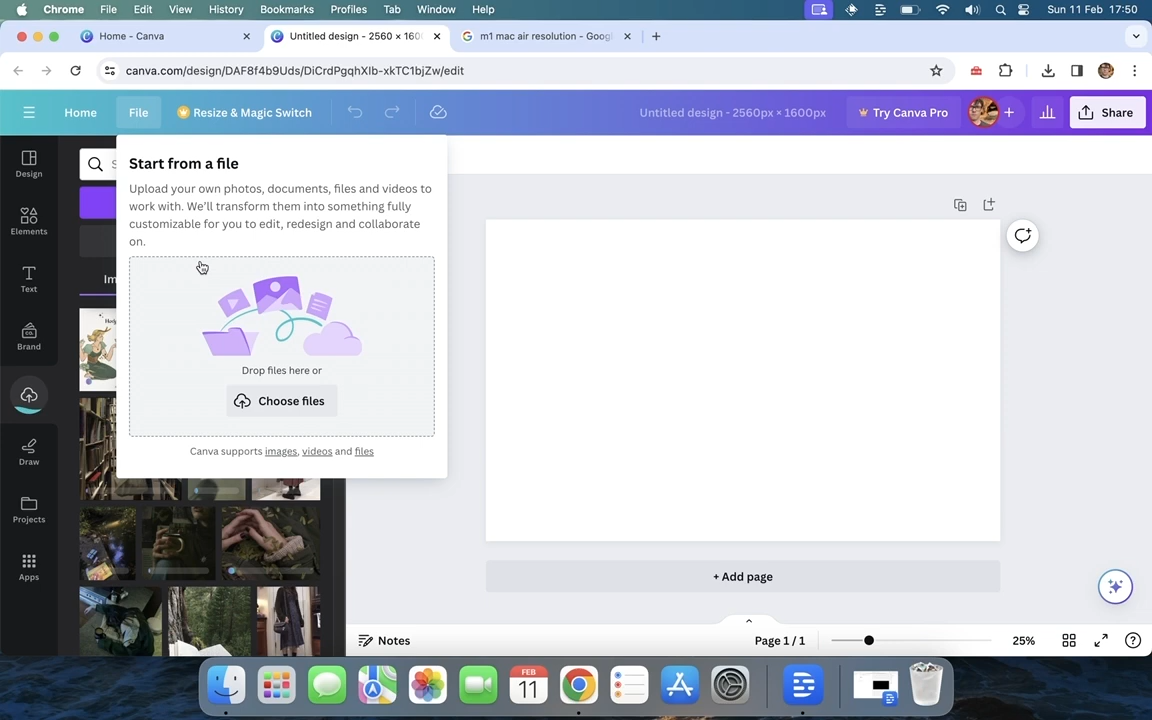 Chrome File Edit View History Bookmarks Profiles Tab Window Help Sun 11 Feb 17:50
Home - Canva
Untitled design - 2560 × 160
m1 mac air resolution - Goog
canva.com/design/DAF8f4b9Uds/DiCrdPgqhXIb-xkTC1bjZw/edit
Home File Resize & Magic Switch Untitled design - 2560px × 1600px Try Canva Pro Share
Design
Elements
Text
Brand
Draw
Projects
Apps
S
Im
Start from a file
Upload your own photos, documents, files and videos to
work with. We'll transform them into something fully
customizable for you to edit, redesign and collaborate
on.
Drop files here or
Choose files
Canva supports images, videos and files
+ Add page
Notes Page 1 / 1 25%
FEB
11